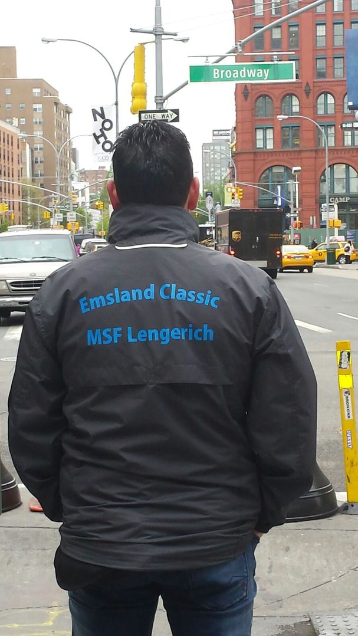 Broadway
ONE WAY
NOHO
Emsland Classic
MSF Lengerich